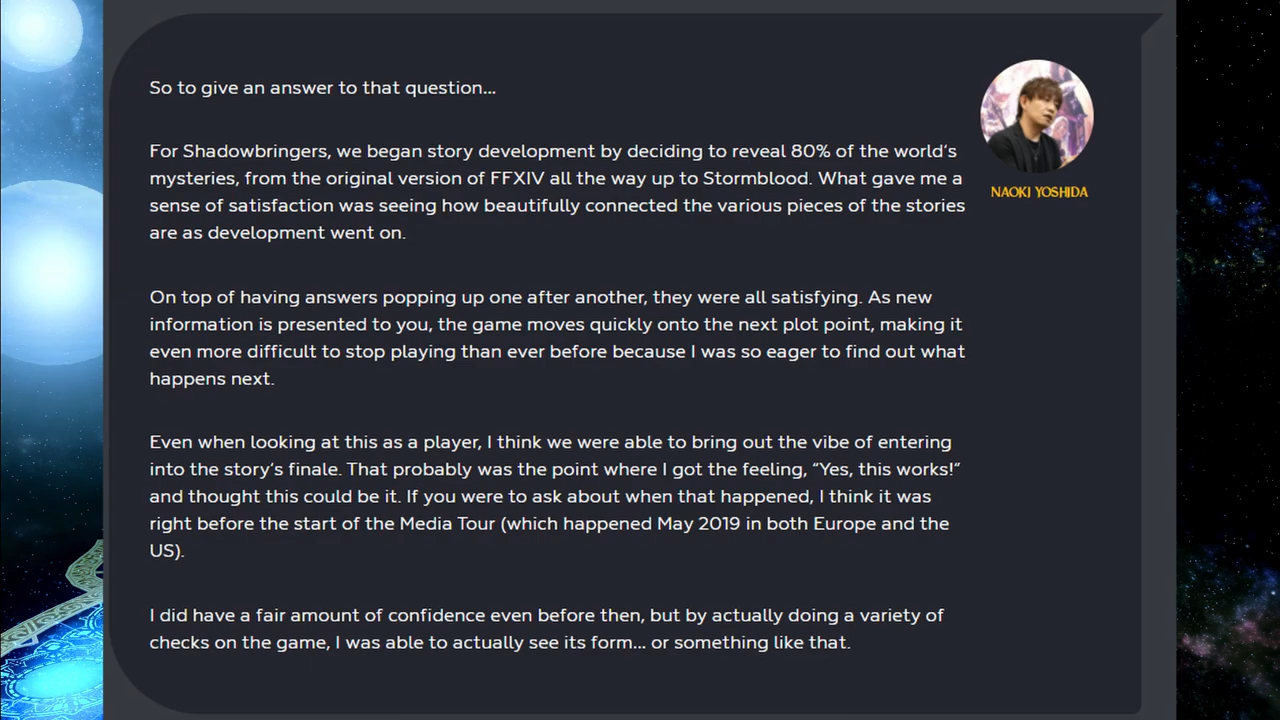 So to give an answer to that question...
NAOKI YOSHIDA
For Shadowbringers, we began story development by deciding to reveal 80% of the world's
mysteries, from the original version of FFXIV all the way up to Stormblood. What gave me a
sense of satisfaction was seeing how beautifully connected the various pieces of the stories
are as development went on.
On top of having answers popping up one after another, they were all satisfying. As new
information is presented to you, the game moves quickly onto the next plot point, making it
even more difficult to stop playing than ever before because I was so eager to find out what
happens next.
Even when looking at this as a player, I think we were able to bring out the vibe of entering
into the story's finale. That probably was the point where I got the feeling, “Yes, this works!”
and thought this could be it. If you were to ask about when that happened, I think it was
right before the start of the Media Tour (which happened May 2019 in both Europe and the
US).
I did have a fair amount of confidence even before then, but by actually doing a variety of
checks on the game, I was able to actually see its form... or something like that.